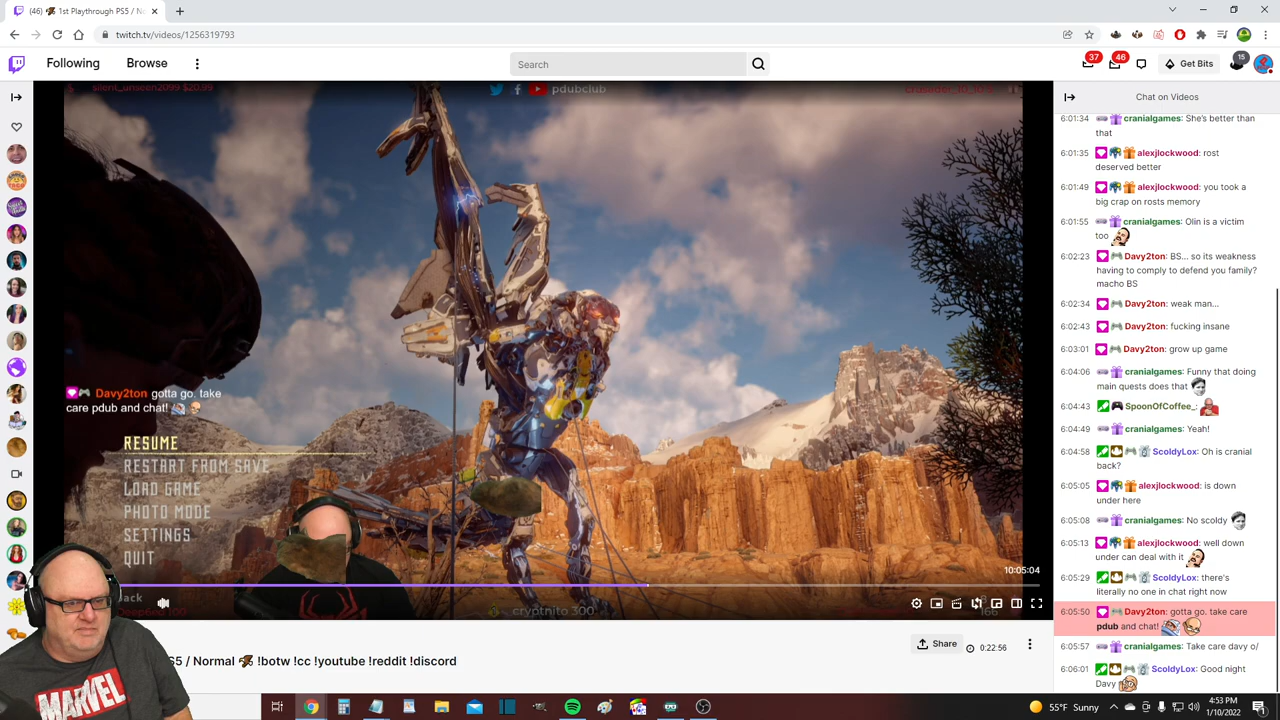 (46) 1st Playthrough PS5 / No
twitch.tv/videos/1256319793
Following
Browse
Search
37
46
Get Bits
15
silent_unseen2099 $20.99
pdubclub
Chat on Videos
6:01:34 cranialgames: She's better than
that
6:01:35 alexjlockwood: rost
deserved better
6:01:49 alexjlockwood: you took a
big crap on rosts memory
6:01:55 cranialgames: Olin is a victim
too
6:02:23 Davy2ton: BS... so its weakness
having to comply to defend you family?
macho BS
6:02:34 Davy2ton: weak man...
6:02:43 Davy2ton: fucking insane
6:03:01 Davy2ton: grow up game
6:04:06 cranialgames: Funny that doing
main quests does that
6:04:43 SpoonOfCoffee_:
6:04:49 cranialgames: Yeah!
6:04:58 ScoldyLox: Oh is cranial
back?
6:05:05 alexjlockwood: is down
under here
6:05:08 cranialgames: No scoldy
6:05:13 alexjlockwood: well down
under can deal with it
6:05:29 ScoldyLox: there's
literally no one in chat right now
6:05:50 Davy2ton: gotta go. take care
pdub and chat!
6:05:57 cranialgames: Take care davy o/
6:06:01 ScoldyLox: Good night
Davy
Davy2ton gotta go. take
care pdub and chat!
RESUME
RESTART FROM SAVE
LOAD GAME
PHOTO MODE
SETTINGS
QUIT
10:05:04
cryptnito 300
166
Share
0:22:56
S5 / Normal !botw !cc !youtube !reddit !discord
MARVEL
55°F Sunny
4:53 PM
1/10/2022